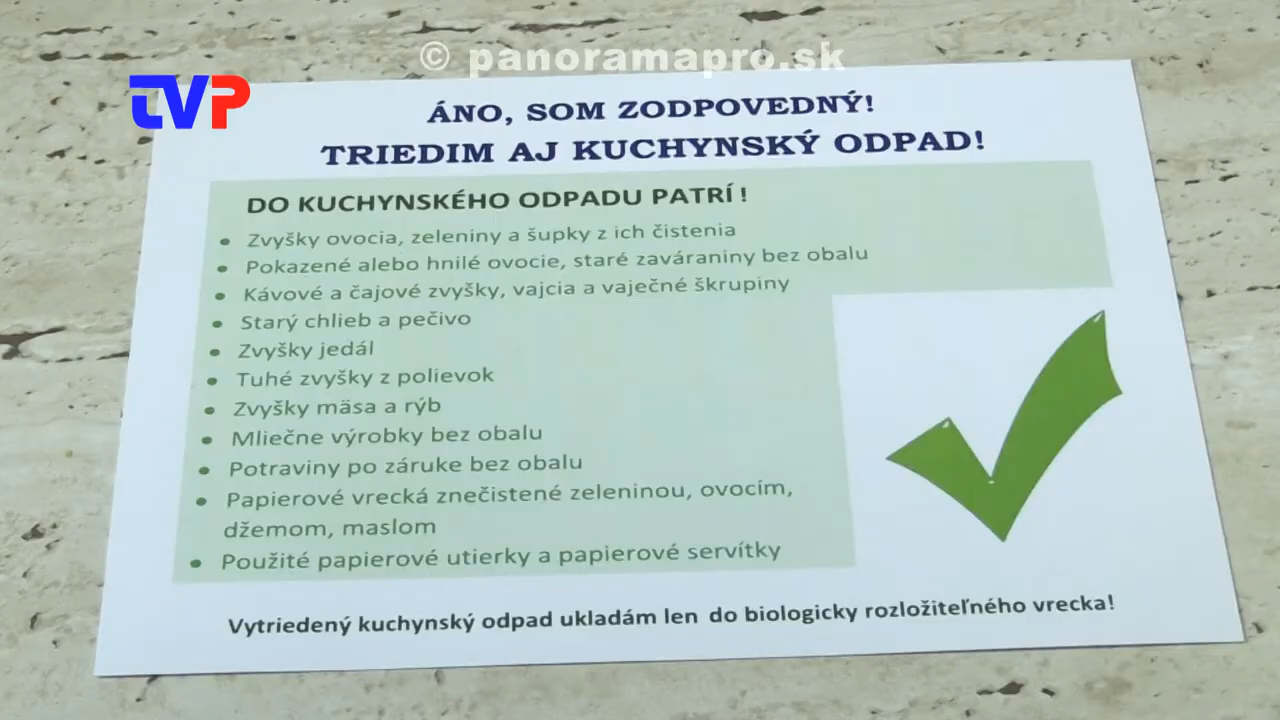 © panoramapro.sk
TVP
ÁNO, SOM ZODPOVEDNÝ!
TRIEDIM AJ KUCHYNSKÝ ODPAD!
DO KUCHYNSKÉHO ODPADU PATRÍ !
• Zvyšky ovocia, zeleniny a šupky z ich čistenia
• Pokazené alebo hnilé ovocie, staré zaváraniny bez obalu
• Kávové a čajové zvyšky, vajcia a vaječné škrupiny
• Starý chlieb a pečivo
• Zvyšky jedál
• Tuhé zvyšky z polievok
• Zvyšky mäsa a rýb
• Mliečne výrobky bez obalu
• Potraviny po záruke bez obalu
• Papierové vrecká znečistené zeleninou, ovocím,
džemom, maslom
• Použité papierové utierky a papierové servítky
Vytriedený kuchynský odpad ukladám len do biologicky rozložiteľného vrecka!